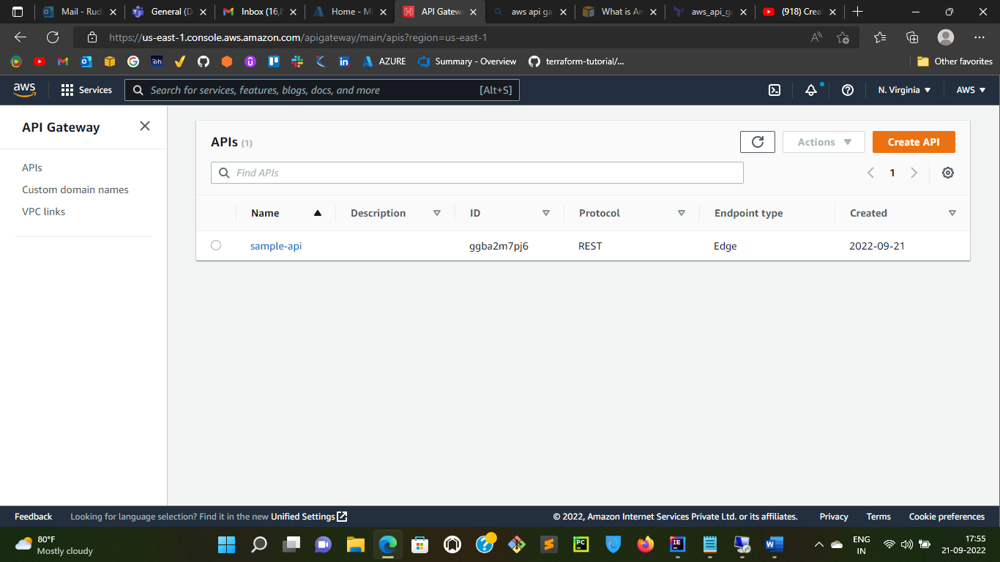 Mail - Rud
General (D
Inbox (16,8
Home - Mi
API Gatewa
aws api ga
What is Am
aws_api_ga
(918) Creat
https://us-east-1.console.aws.amazon.com/apigateway/main/apis?region=us-east-1
AZURE
Summary - Overview
terraform-tutorial/...
Other favorites
aws
Services
Search for services, features, blogs, docs, and more
[Alt+S]
N. Virginia
AWS
API Gateway
APIs
Custom domain names
VPC links
APIs (1)
Actions
Create API
Find APIs
1
Name
Description
ID
Protocol
Endpoint type
Created
sample-api
ggba2m7pj6
REST
Edge
2022-09-21
Feedback
Looking for language selection? Find it in the new Unified Settings
© 2022, Amazon Internet Services Private Ltd. or its affiliates.
Privacy
Terms
Cookie preferences
80°F
Mostly cloudy
ENG
IN
17:55
21-09-2022